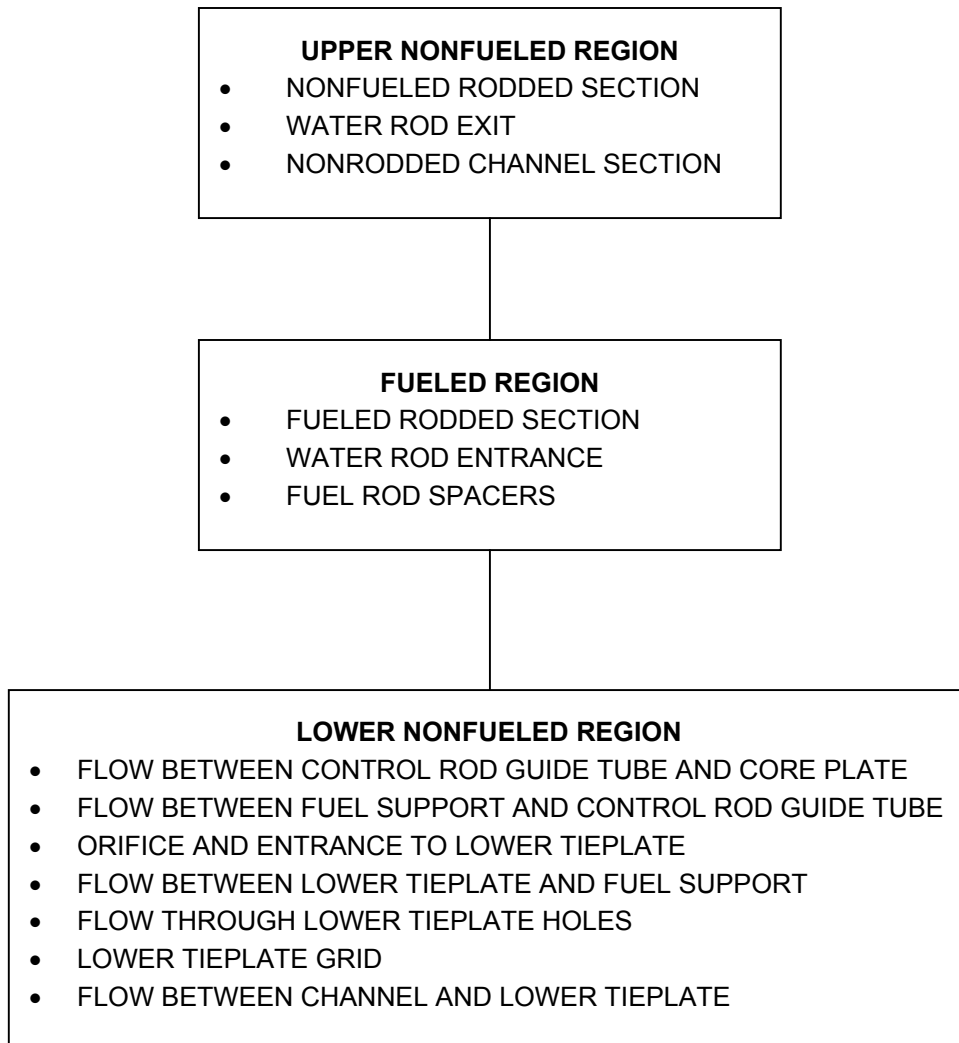 UPPER NONFUELED REGION
• NONFUELED RODDED SECTION
• WATER ROD EXIT
• NONRODDED CHANNEL SECTION
FUELED REGION
• FUELED RODDED SECTION
• WATER ROD ENTRANCE
• FUEL ROD SPACERS
LOWER NONFUELED REGION
• FLOW BETWEEN CONTROL ROD GUIDE TUBE AND CORE PLATE
• FLOW BETWEEN FUEL SUPPORT AND CONTROL ROD GUIDE TUBE
• ORIFICE AND ENTRANCE TO LOWER TIEPLATE
• FLOW BETWEEN LOWER TIEPLATE AND FUEL SUPPORT
• FLOW THROUGH LOWER TIEPLATE HOLES
• LOWER TIEPLATE GRID
• FLOW BETWEEN CHANNEL AND LOWER TIEPLATE